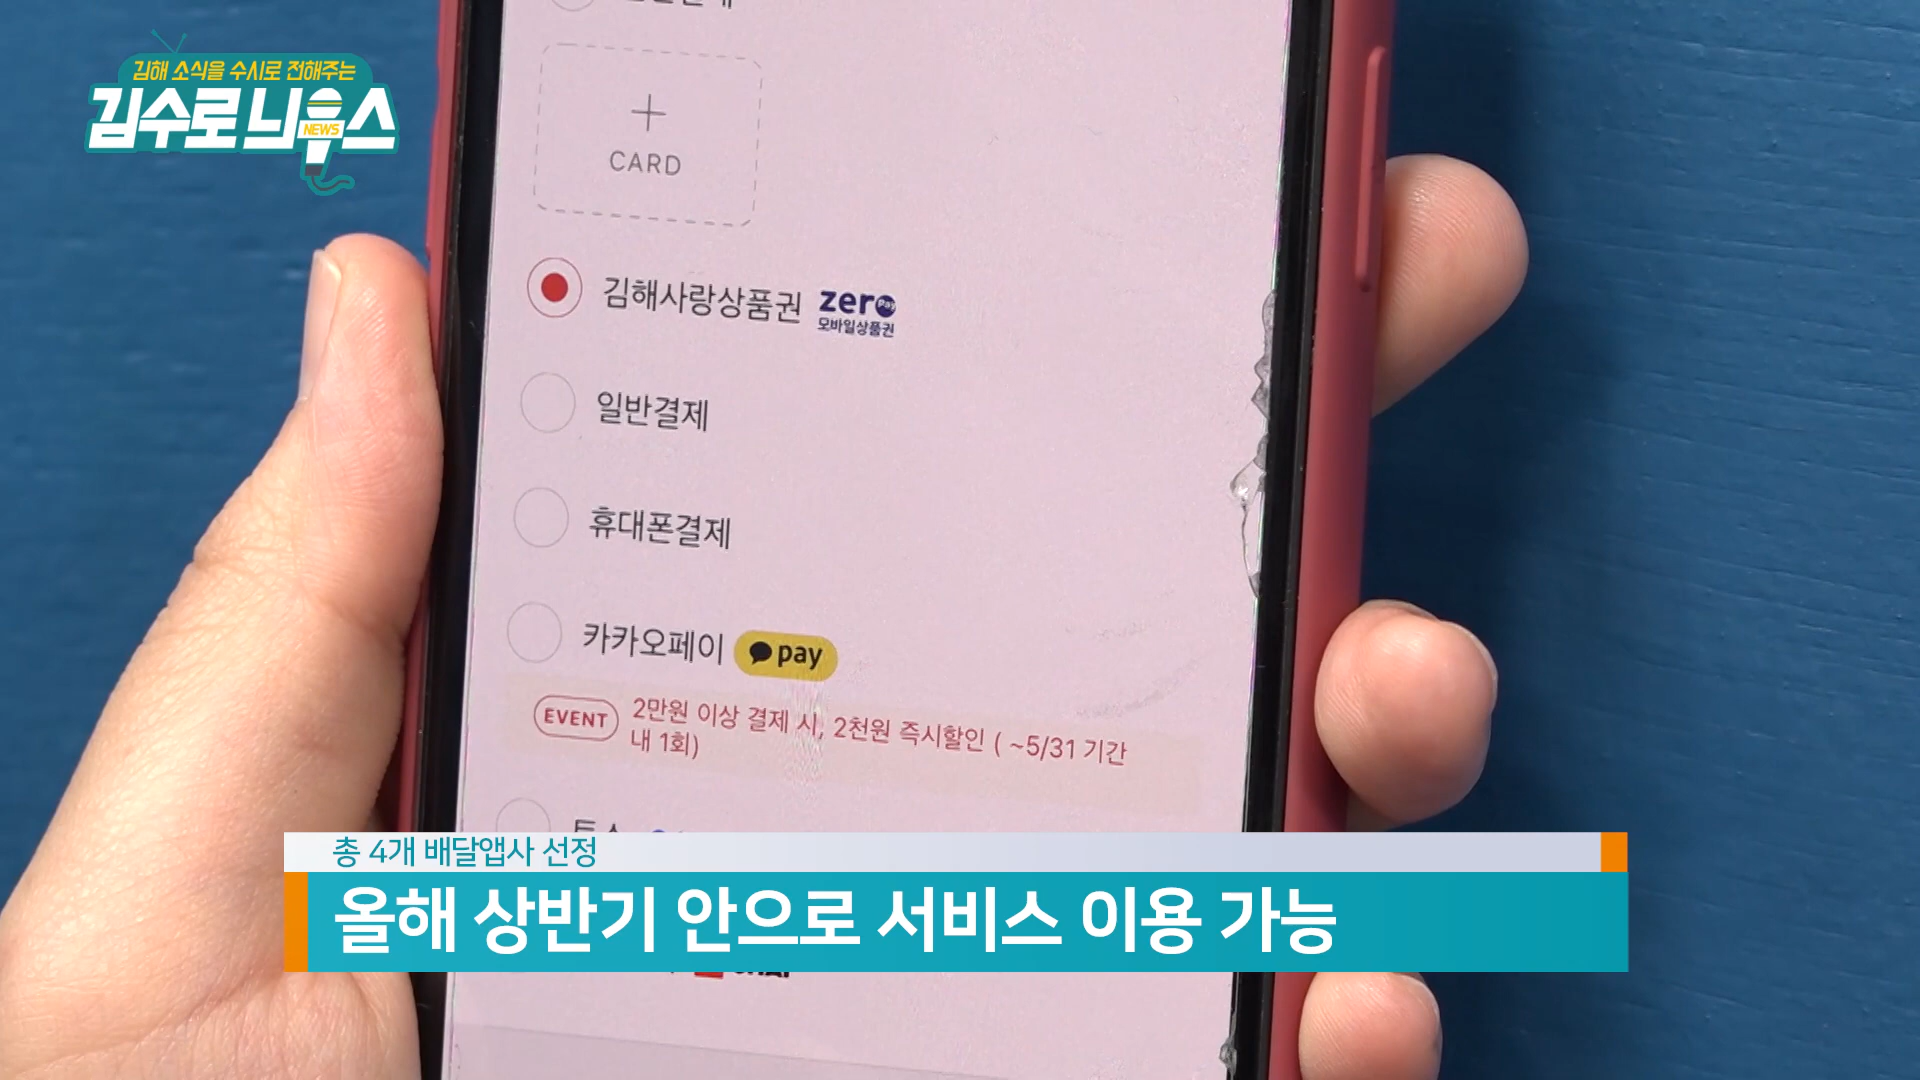 김해 소식을 수시로 전해주는
김수로늬우스
NEWS
CARD
김해사랑상품권 zero Pay
모바일상품권
일반결제
휴대폰결제
카카오페이 pay
EVENT 2만원 이상 결제 시, 2천원 즉시할인 ( ~5/31 기간
내 1회)
총 4개 배달앱사 선정
올해 상반기 안으로 서비스 이용 가능